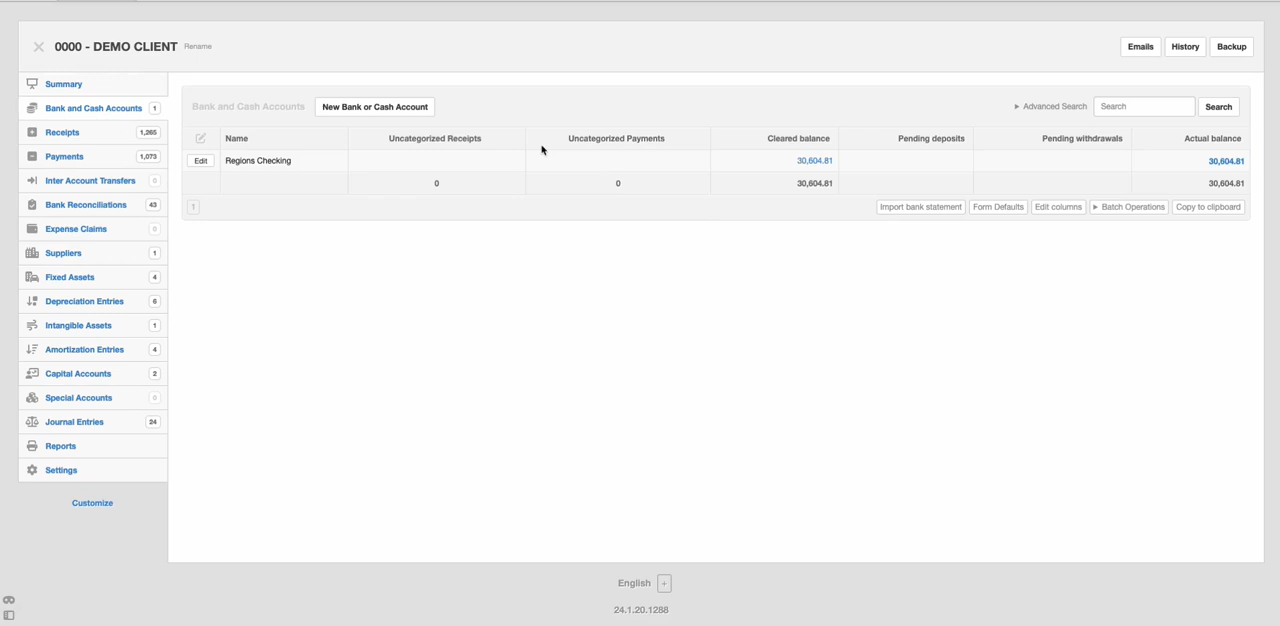 0000 - DEMO CLIENT Rename Emails History Backup
Summary
Bank and Cash Accounts 1
Receipts 1,265
Payments 1,073
Inter Account Transfers 0
Bank Reconciliations 43
Expense Claims 0
Suppliers 1
Fixed Assets 4
Depreciation Entries 6
Intangible Assets 1
Amortization Entries 4
Capital Accounts 2
Special Accounts 0
Journal Entries 24
Reports
Settings
Customize
Bank and Cash Accounts New Bank or Cash Account Advanced Search Search Search
Name Uncategorized Receipts Uncategorized Payments Cleared balance Pending deposits Pending withdrawals Actual balance
Edit Regions Checking 30,604.81 30,604.81
0 0 30,604.81 30,604.81
1 Import bank statement Form Defaults Edit columns Batch Operations Copy to clipboard
English +
24.1.20.1288